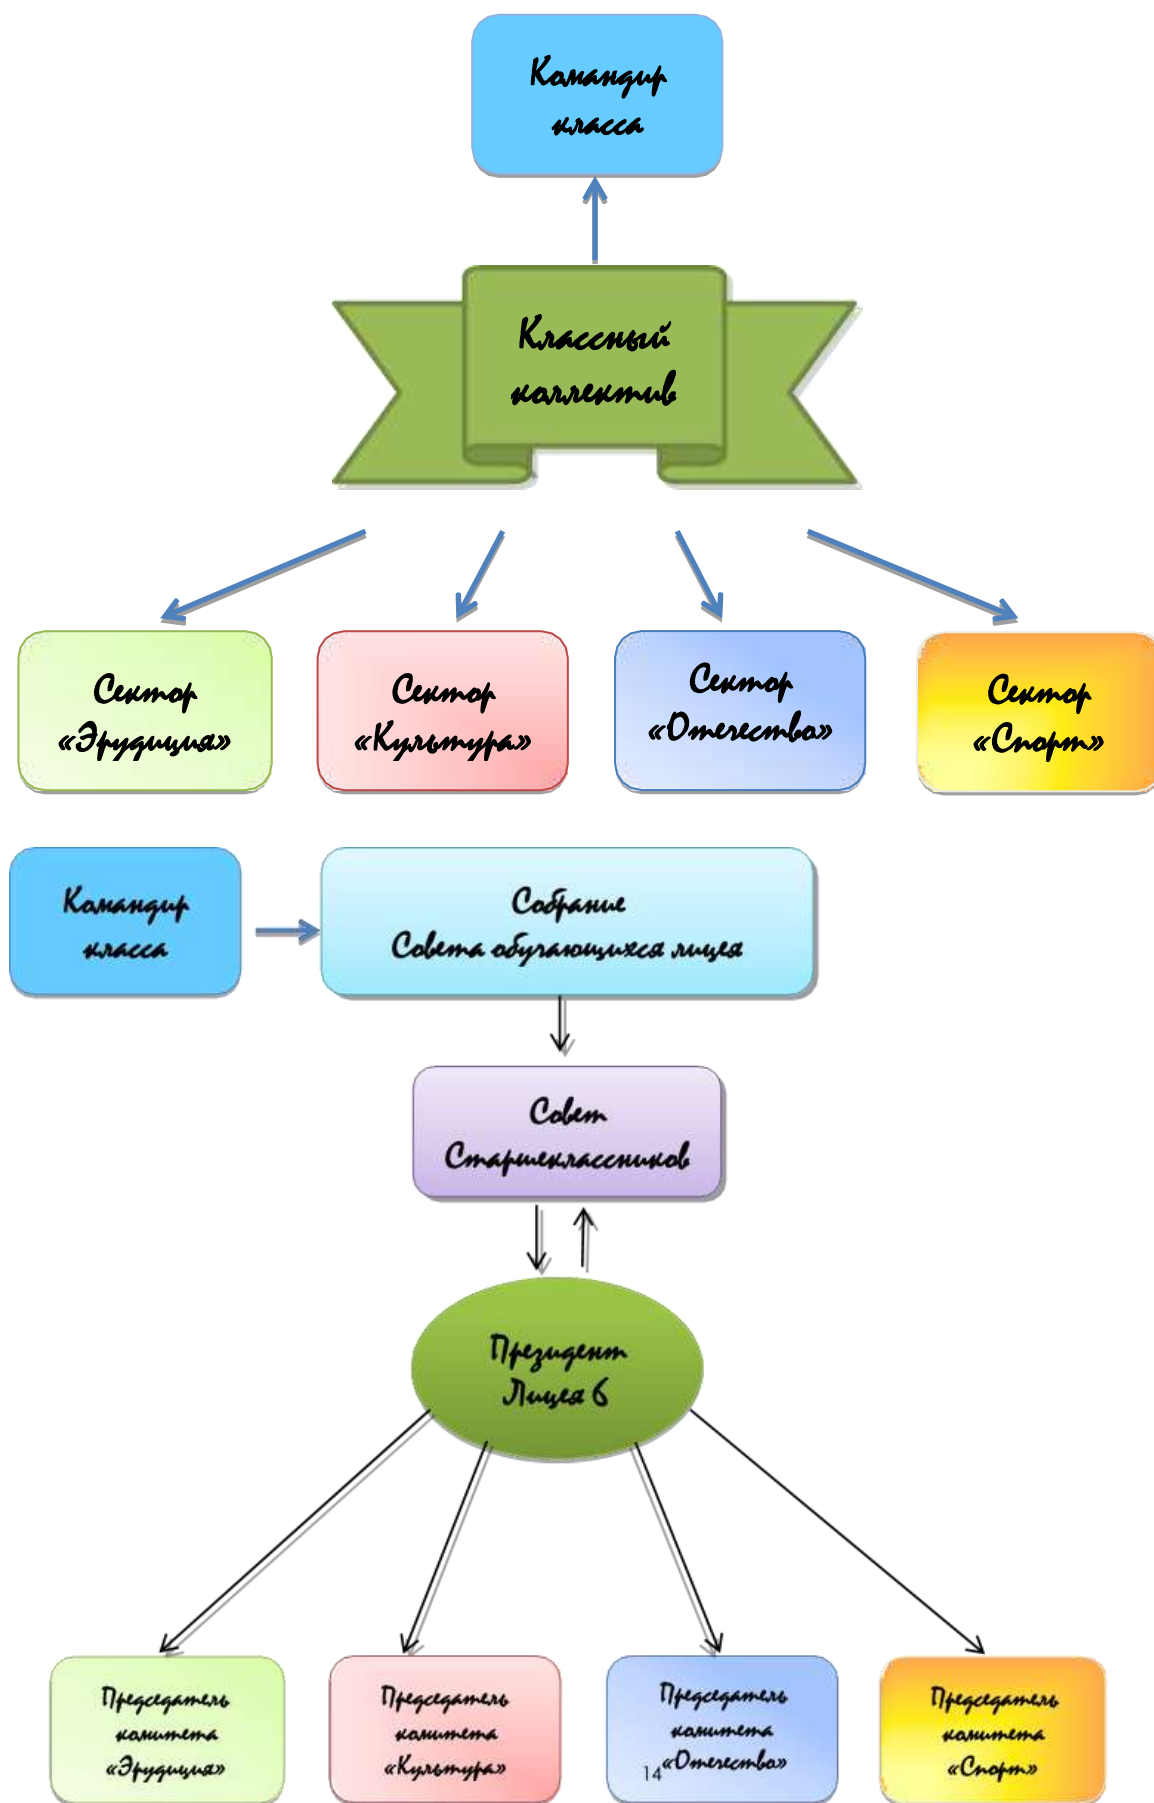 Командир
класса
Классный
коллектив
Сектор
«Эрудиция»
Сектор
«Культура»
Сектор
«Отечество»
Сектор
«Спорт»
Командир
класса
Собрание
Совета обучающихся лицея
Совет
Старшеклассников
Президент
Лицея 6
Председатель
комитета
«Эрудиция»
Председатель
комитета
«Культура»
Председатель
комитета
«Отечество»
14
Председатель
комитета
«Спорт»